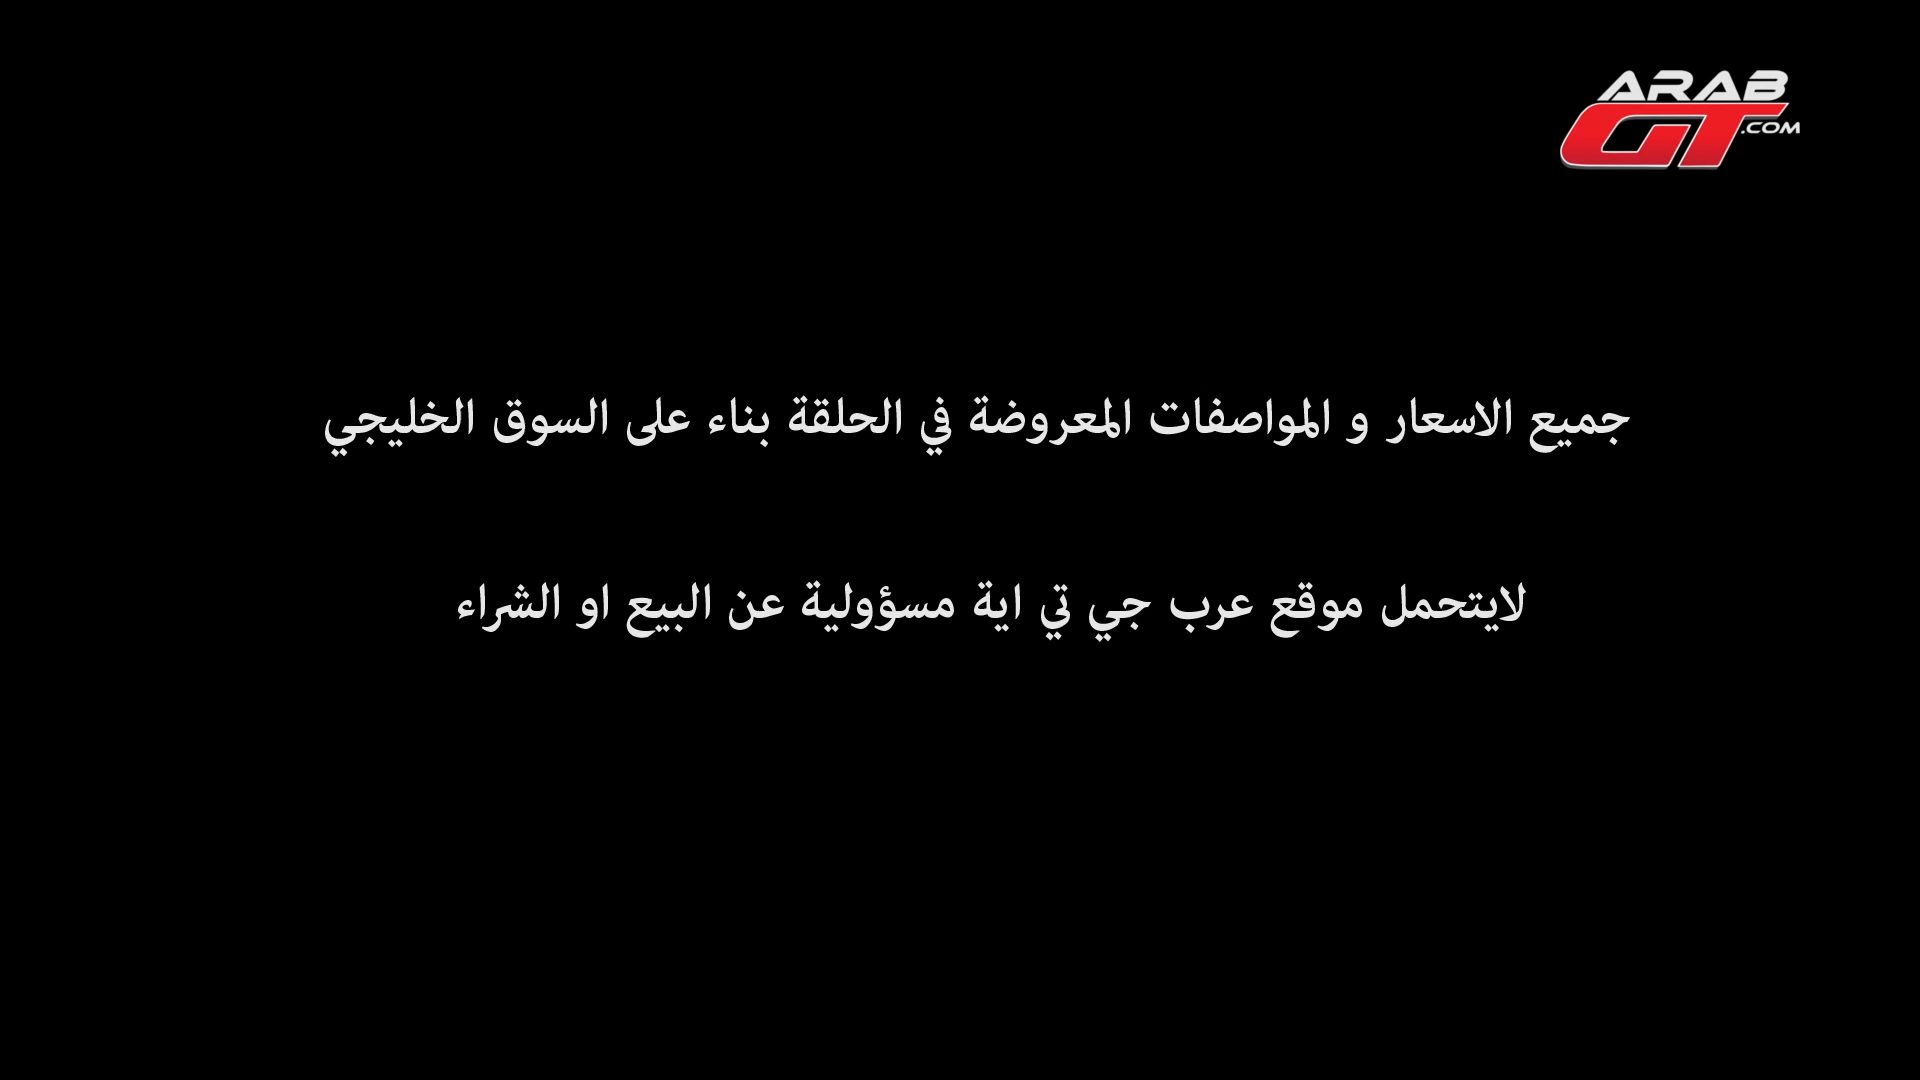 ARAB
GT.COM
جميع الاسعار و المواصفات المعروضة في الحلقة بناء على السوق الخليجي
لايتحمل موقع عرب جي تي اية مسؤولية عن البيع او الشراء